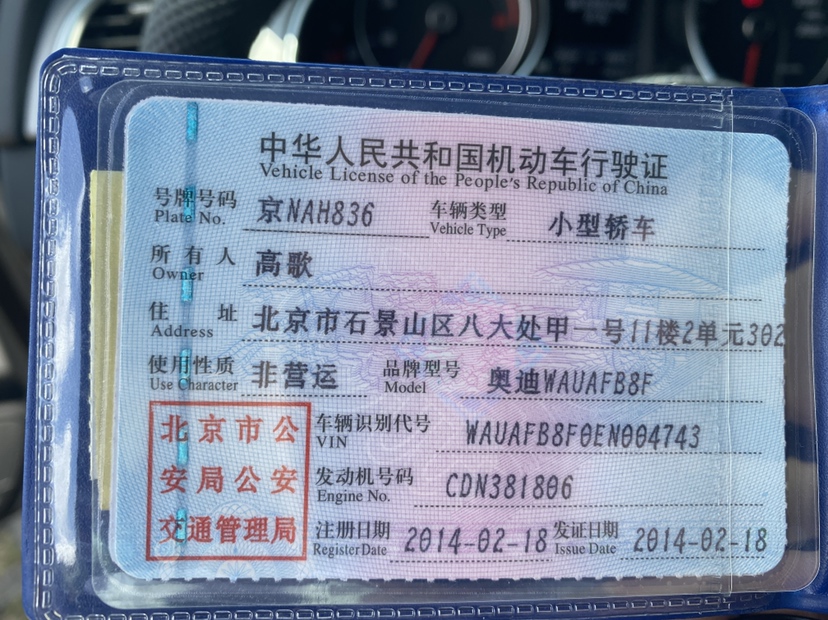 中华人民共和国机动车行驶证
Vehicle License of the People's Republic of China
号牌号码 京NAH836 车辆类型 小型轿车
Plate No. Vehicle Type
所有人 高歌
Owner
住址 北京市石景山区八大处甲一号11楼2单元302
Address
使用性质 非营运 品牌型号 奥迪WAUAFB8F
Use Character Model
北京市公
安局公安
交通管理局
车辆识别代号 WAUAFB8F0EN004743
VIN
发动机号码 CDN381806
Engine No.
注册日期 2014-02-18 发证日期 2014-02-18
Register Date Issue Date